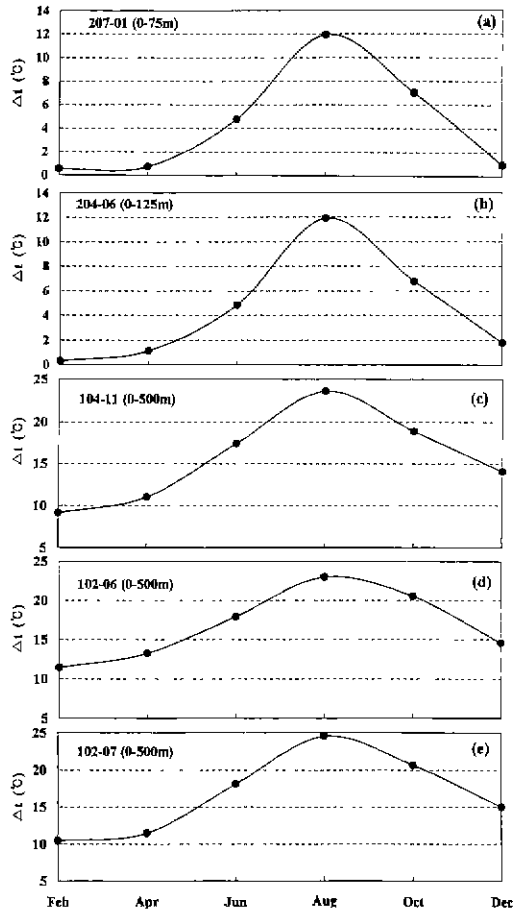 14
207-01 (0-75m)
(a)
12
10
8
6
4
2
0
Δt (℃)
14
204-06 (0-125m)
(b)
12
10
8
6
4
2
0
Δt (℃)
25
104-11 (0-500m)
(c)
20
15
10
5
Δt (℃)
102-06 (0-500m)
(d)
25
20
15
10
5
Δt (℃)
25
102-07 (0-500m)
(e)
20
15
10
5
Δt (℃)
Feb Apr Jun Aug Oct Dec